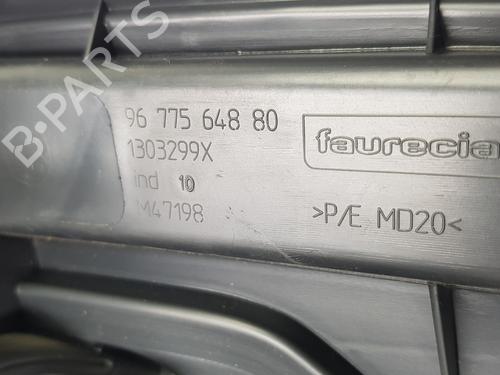 96 775 648 80
1303299X
ind 10
M47198
faurecia
>P/E MD20<
B-PARTS